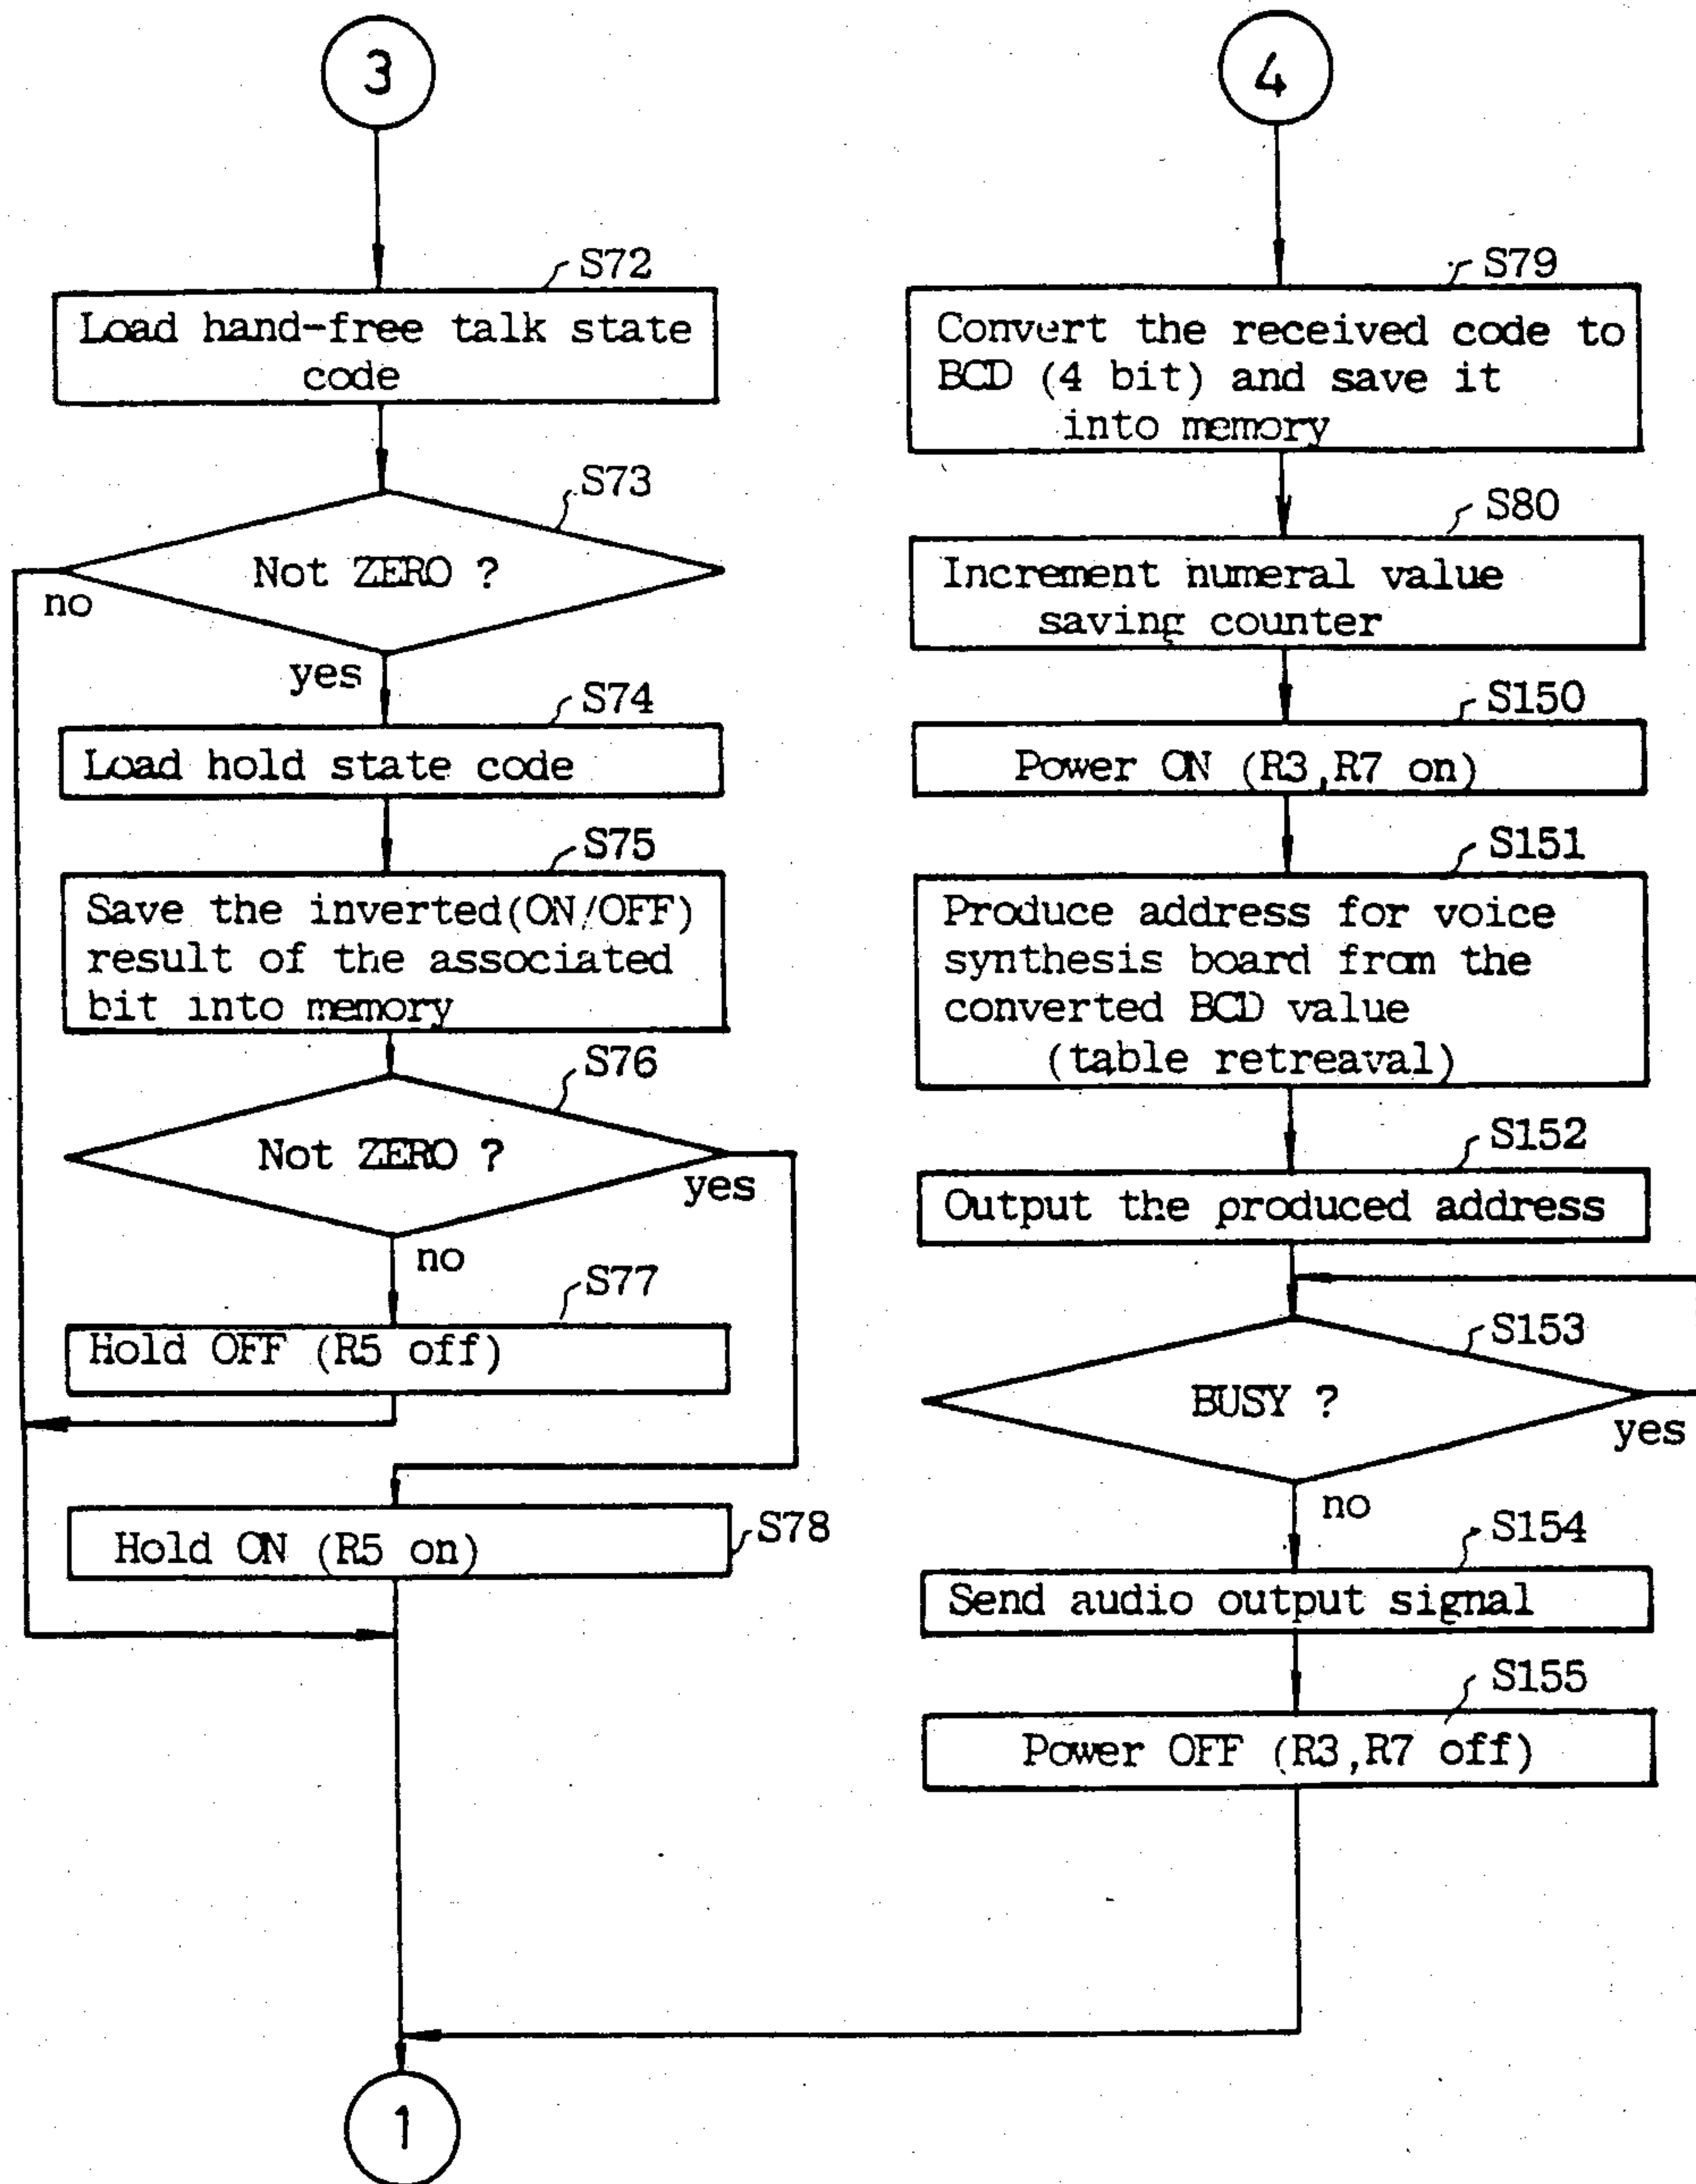 3
S72
Load hand-free talk state
code
S73
Not ZERO ?
no
yes
S74
Load hold state code
S75
Save the inverted(ON/OFF)
result of the associated
bit into memory
S76
Not ZERO ?
yes
no
S77
Hold OFF (R5 off)
Hold ON (R5 on)
S78
4
S79
Convert the received code to
BCD (4 bit) and save it
into memory
S80
Increment numeral value
saving counter
S150
Power ON (R3,R7 on)
S151
Produce address for voice
synthesis board from the
converted BCD value
(table retreaval)
S152
Output the produced address
S153
BUSY ?
yes
no
S154
Send audio output signal
S155
Power OFF (R3,R7 off)
1